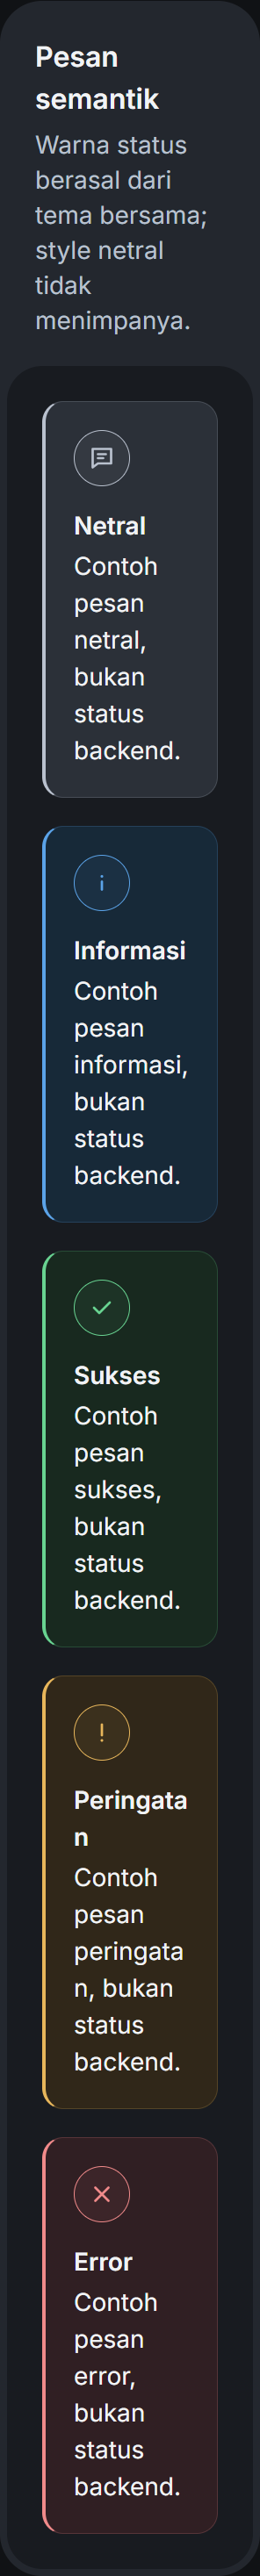 Pesan
semantik
Warna status
berasal dari
tema bersama;
style netral
tidak
menimpanya.
Netral
Contoh
pesan
netral,
bukan
status
backend.
Informasi
Contoh
pesan
informasi,
bukan
status
backend.
Sukses
Contoh
pesan
sukses,
bukan
status
backend.
Peringata
n
Contoh
pesan
peringata
n, bukan
status
backend.
Error
Contoh
pesan
error,
bukan
status
backend.